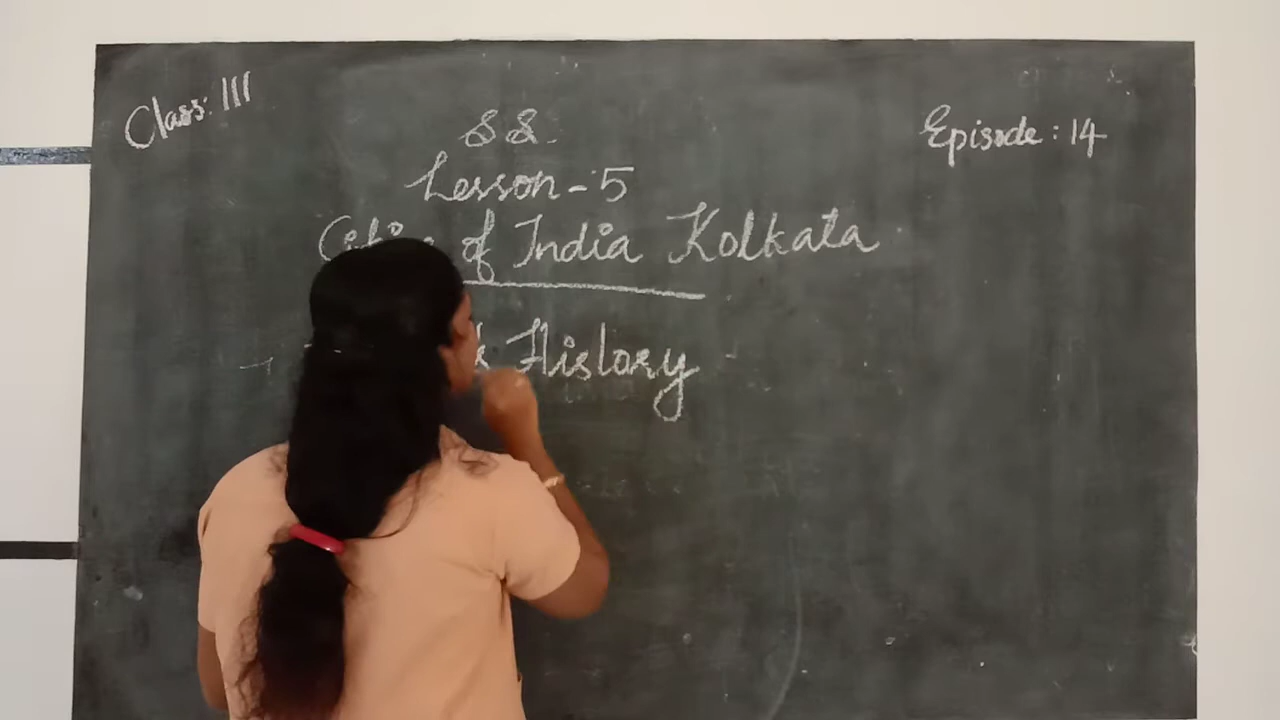 Class: III
Episode: 14
S S.
Lesson - 5
of India Kolkata
History